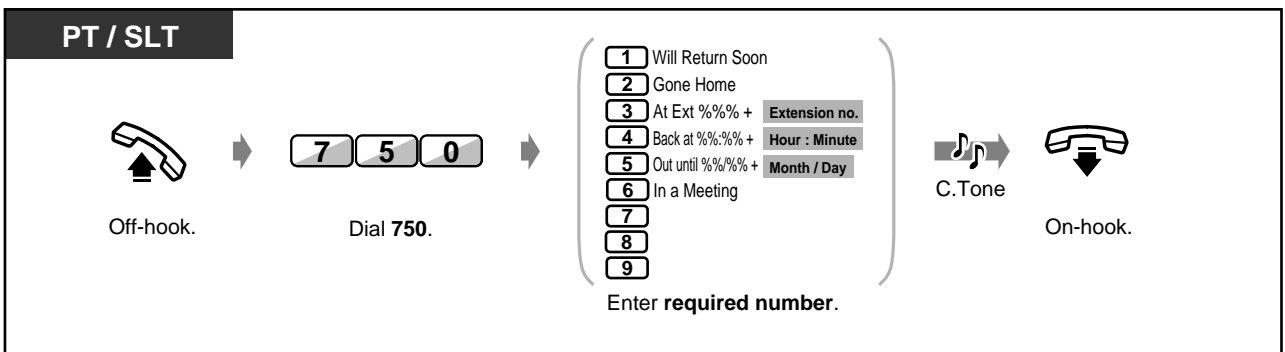 PT / SLT
1 Will Return Soon
2 Gone Home
3 At Ext %%% + Extension no.
4 Back at %%:%% + Hour : Minute
5 Out until %%/%% + Month / Day
6 In a Meeting
7
8
9
7 5 0
C.Tone
Off-hook.
Dial 750.
On-hook.
Enter required number.